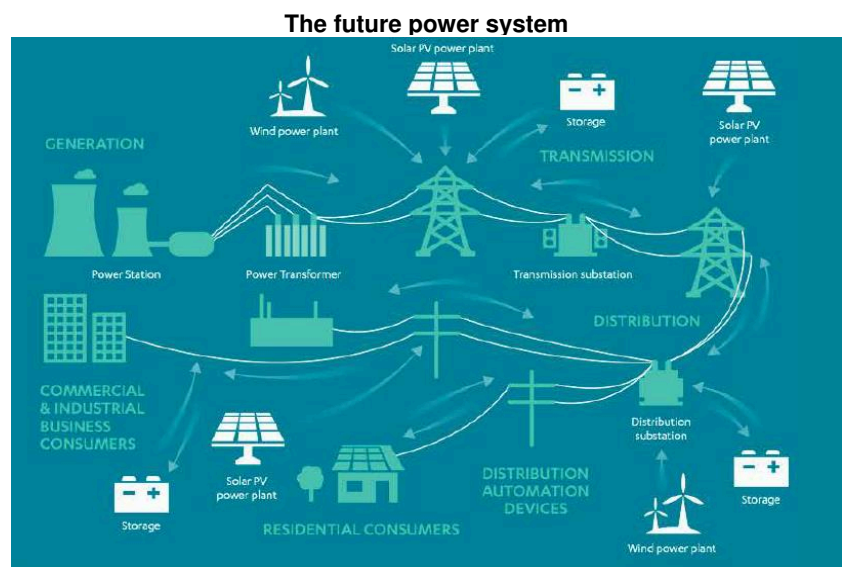 The future power system
Solar PV power plant
Wind power plant
Storage
Solar PV
power plant
GENERATION
TRANSMISSION
Power Station
Power Transformer
Transmission substation
DISTRIBUTION
COMMERCIAL
& INDUSTRIAL
BUSINESS
CONSUMERS
Distribution
substation
Solar PV
power plant
DISTRIBUTION
AUTOMATION
DEVICES
Storage
Storage
RESIDENTIAL CONSUMERS
Wind power plant